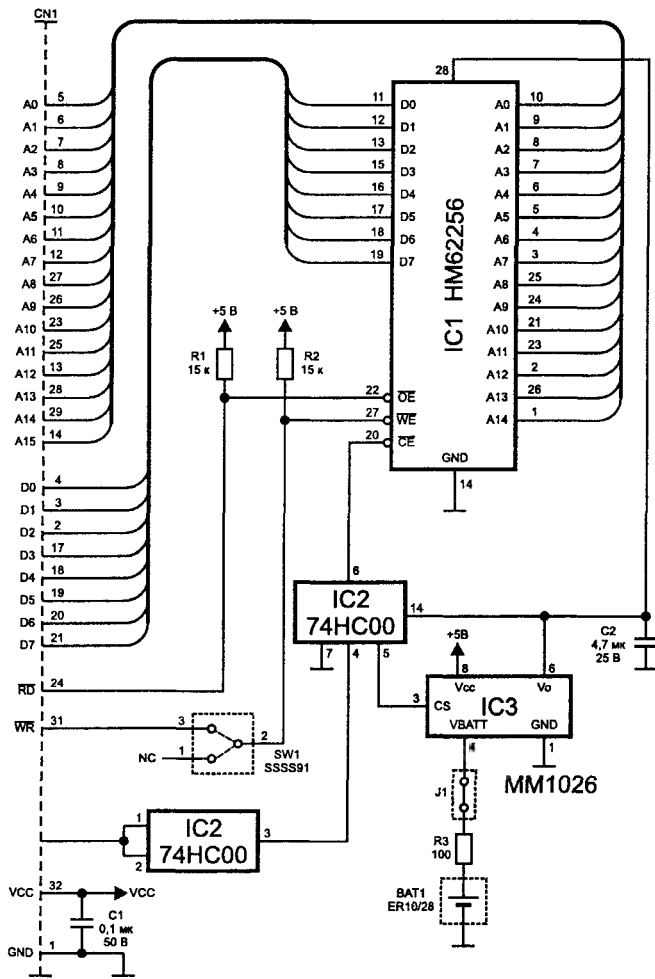 CN1
A0 5
A1 6
A2 7
A3 8
A4 9
A5 10
A6 11
A7 12
A8 27
A9 26
A10 23
A11 25
A12 13
A13 28
A14 29
A15 14
D0 4
D1 3
D2 2
D3 17
D4 18
D5 19
D6 20
D7 21
RD 24
WR 31
VCC 32
VCC
GND 1
C1
0,1 мк
50 В
28
11 D0
12 D1
13 D2
15 D3
16 D4
17 D5
18 D6
19 D7
22 OE
27 WE
20 CE
IC1 HM62256
A0 10
A1 9
A2 8
A3 7
A4 6
A5 5
A6 4
A7 3
A8 25
A9 24
A10 21
A11 23
A12 2
A13 26
A14 1
GND
14
+5 В
+5 В
R1
15 к
R2
15 к
6
IC2
74HC00
14
7 4 5
C2
4,7 мк
25 В
+5В
8 6
Vcc Vo
3 CS
IC3
VBATT GND
4 1
MM1026
J1
R3
100
BAT1
ER10/28
3
NC 1
2
SW1
SSSS91
1
2
IC2
74HC00
3